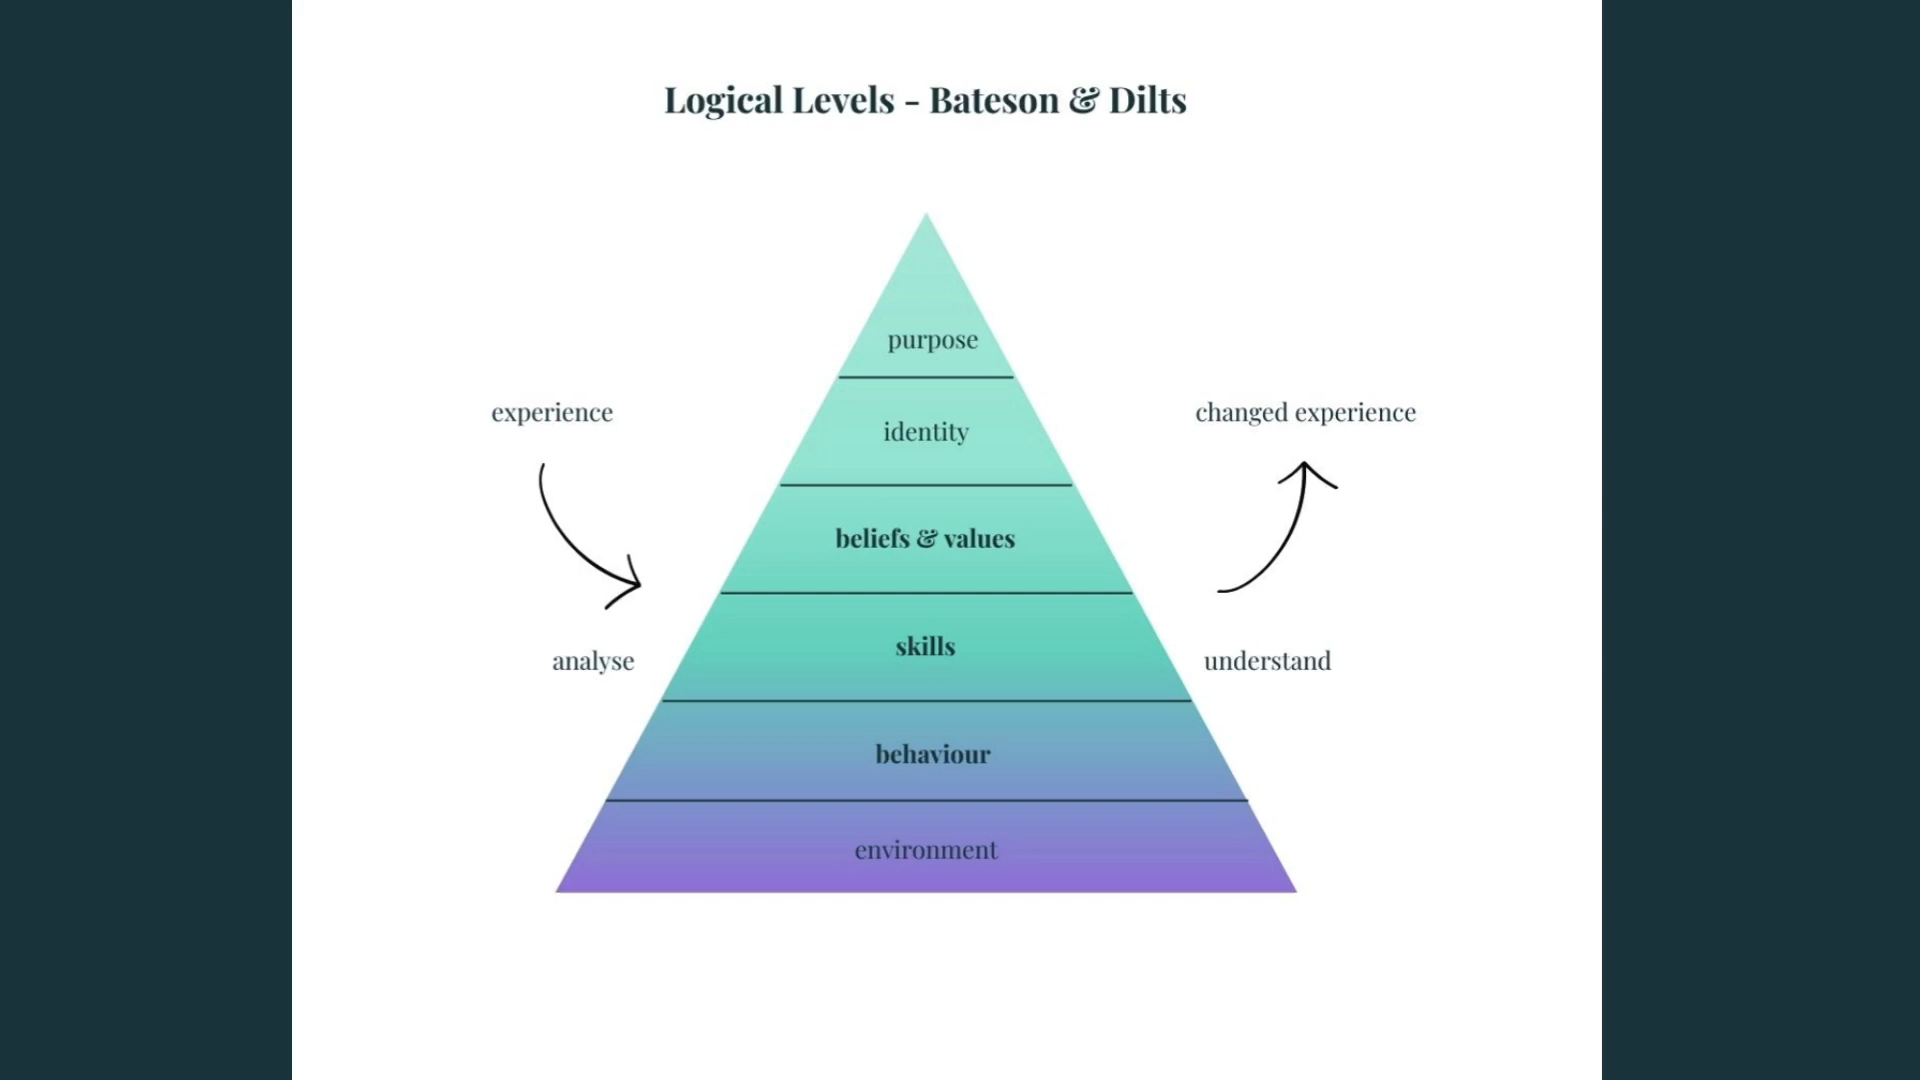 Logical Levels - Bateson & Dilts
purpose
experience
changed experience
identity
beliefs & values
skills
analyse
understand
behaviour
environment